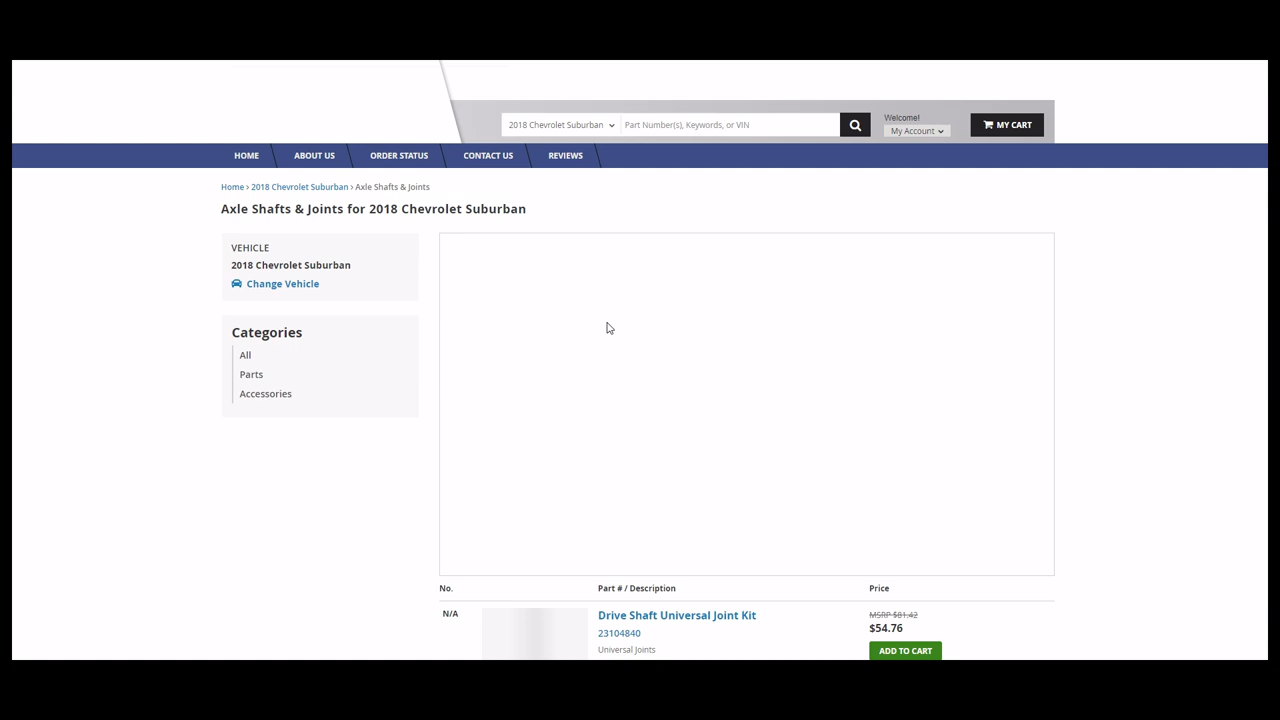 2018 Chevrolet Suburban
Part Number(s), Keywords, or VIN
Welcome!
My Account
MY CART
HOME
ABOUT US
ORDER STATUS
CONTACT US
REVIEWS
Home › 2018 Chevrolet Suburban › Axle Shafts & Joints
Axle Shafts & Joints for 2018 Chevrolet Suburban
VEHICLE
2018 Chevrolet Suburban
Change Vehicle
Categories
All
Parts
Accessories
No.
Part # / Description
Price
N/A
Drive Shaft Universal Joint Kit
23104840
Universal Joints
MSRP $81.42
$54.76
ADD TO CART